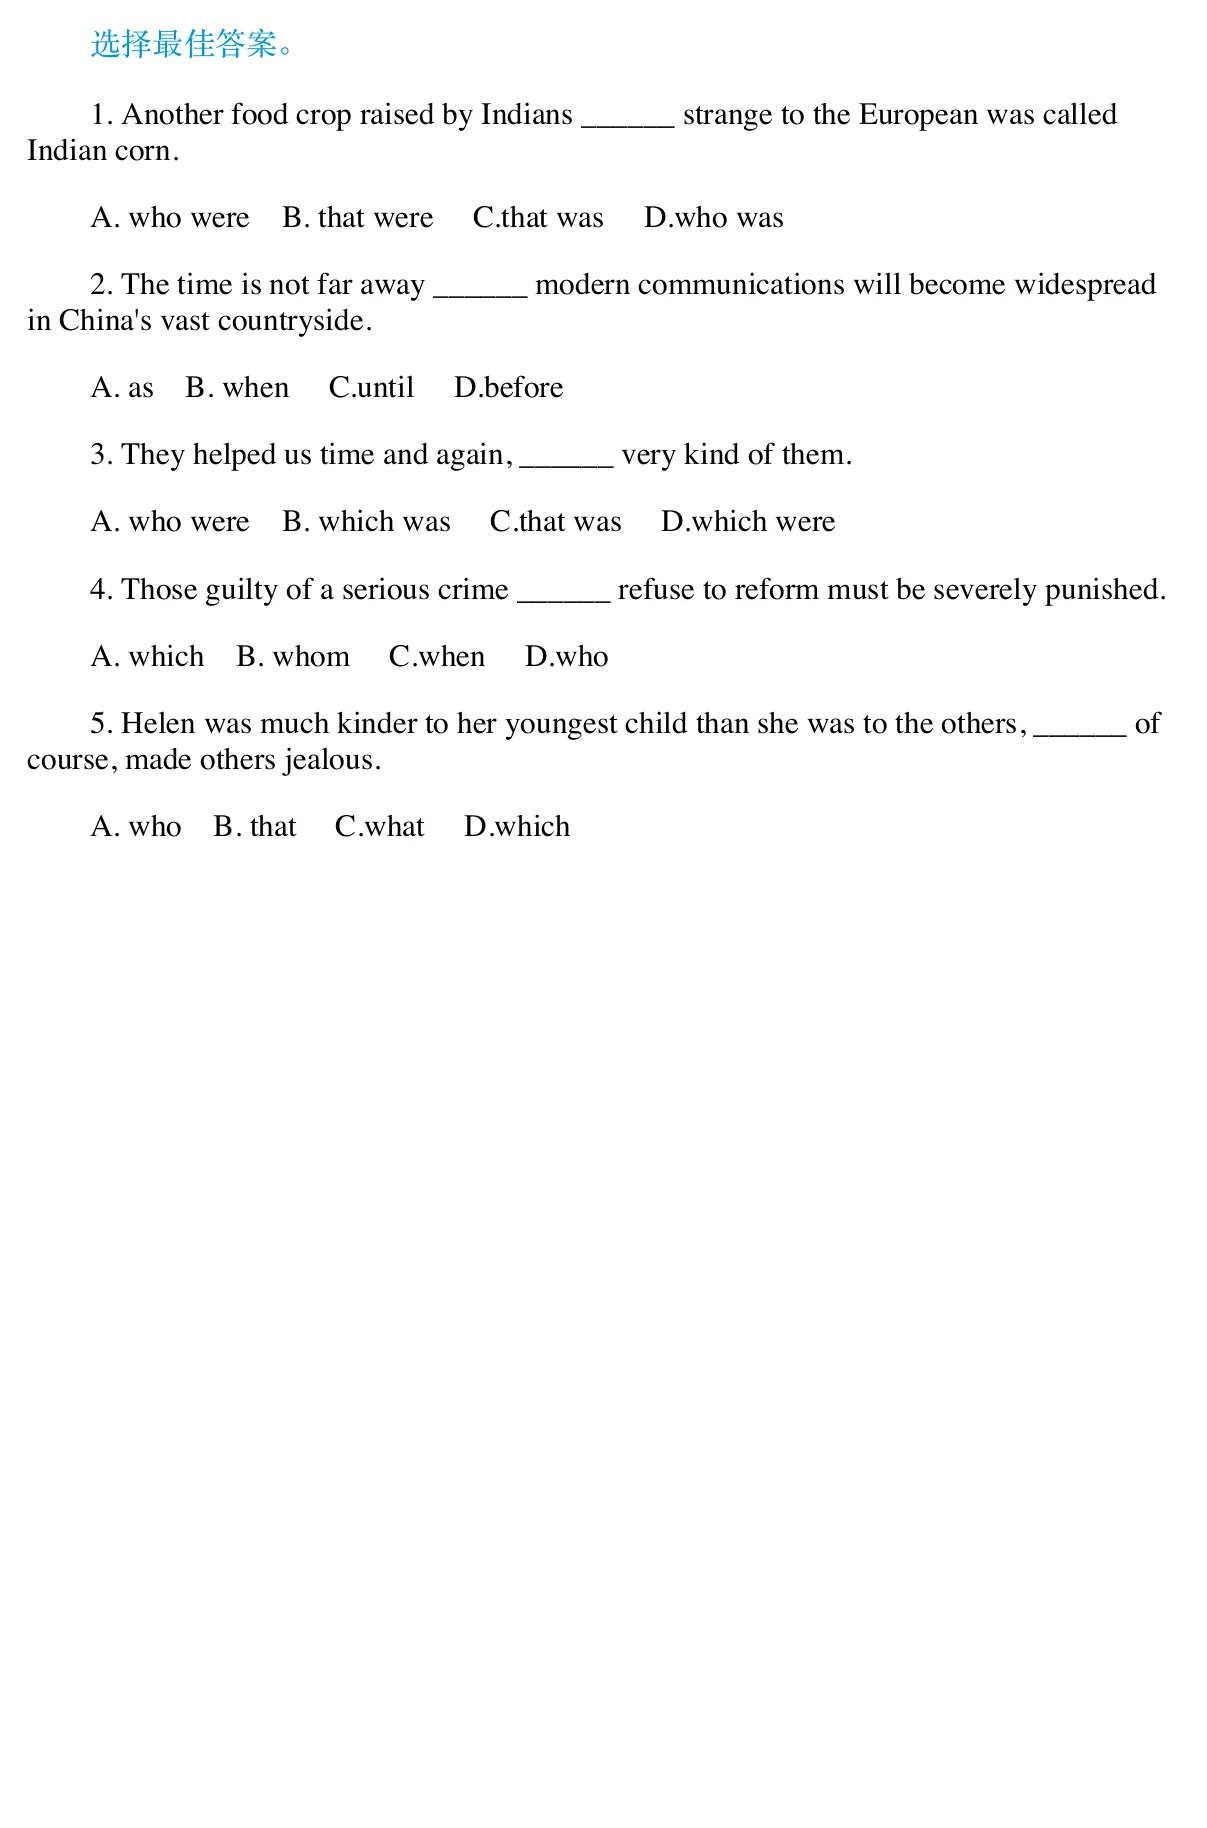 选择最佳答案。
1. Another food crop raised by Indians ______ strange to the European was called
Indian corn.
A. who were B. that were C.that was D.who was
2. The time is not far away ______ modern communications will become widespread
in China's vast countryside.
A. as B. when C.until D.before
3. They helped us time and again, ______ very kind of them.
A. who were B. which was C.that was D.which were
4. Those guilty of a serious crime ______ refuse to reform must be severely punished.
A. which B. whom C.when D.who
5. Helen was much kinder to her youngest child than she was to the others, ______ of
course, made others jealous.
A. who B. that C.what D.which